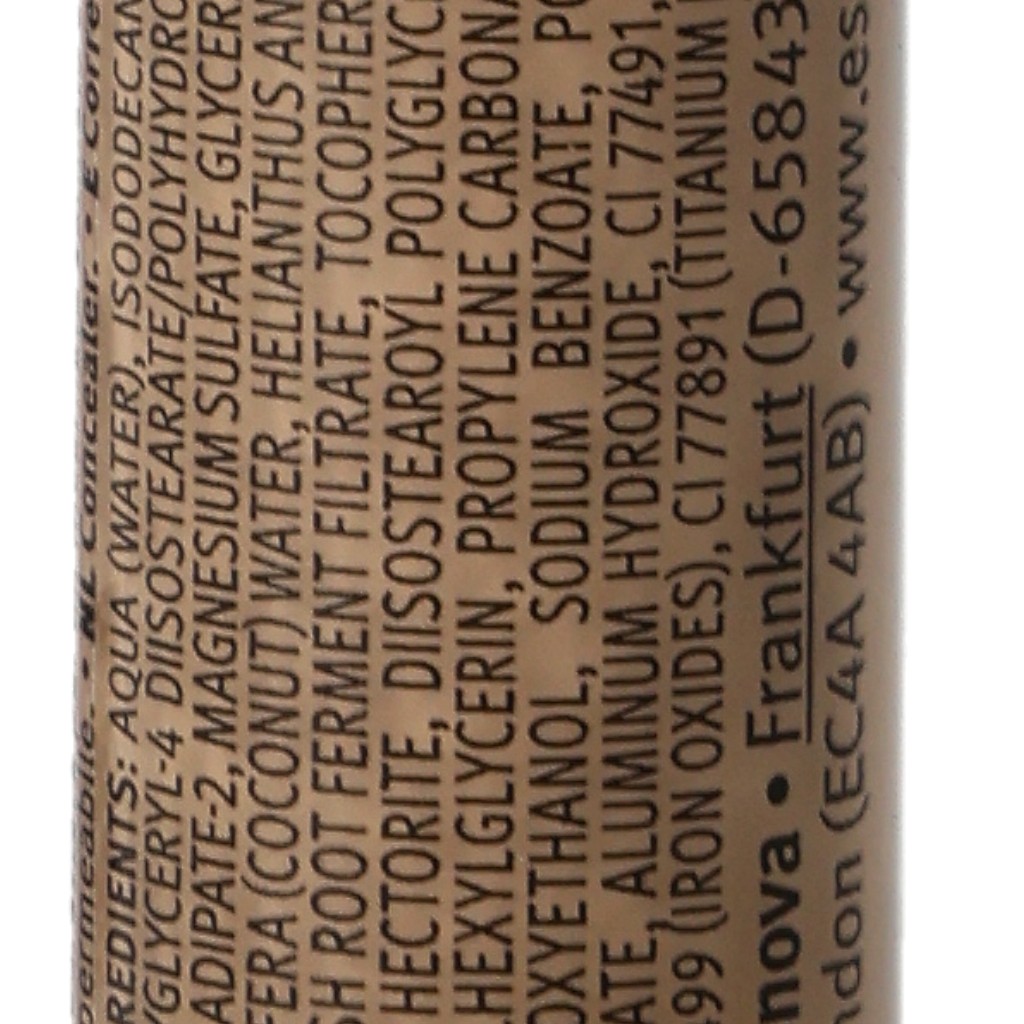 permeabile. • NL Concealer. • E Corre
REDIENTS: AQUA (WATER), ISODODECAN
YGLYCERYL-4 DIISOSTEARATE/POLYHYDRO
ADIPATE-2, MAGNESIUM SULFATE, GLYCER
FERA (COCONUT) WATER, HELIANTHUS AN
SH ROOT FERMENT FILTRATE, TOCOPHER
HECTORITE, DIISOSTEAROYL POLYGLYC
LHEXYLGLYCERIN, PROPYLENE CARBONA
OXYETHANOL, SODIUM BENZOATE, PO
ATE, ALUMINUM HYDROXIDE, CI 77491,
499 (IRON OXIDES), CI 77891 (TITANIUM
nova • Frankfurt (D-65843
ndon (EC4A 4AB) • www.es